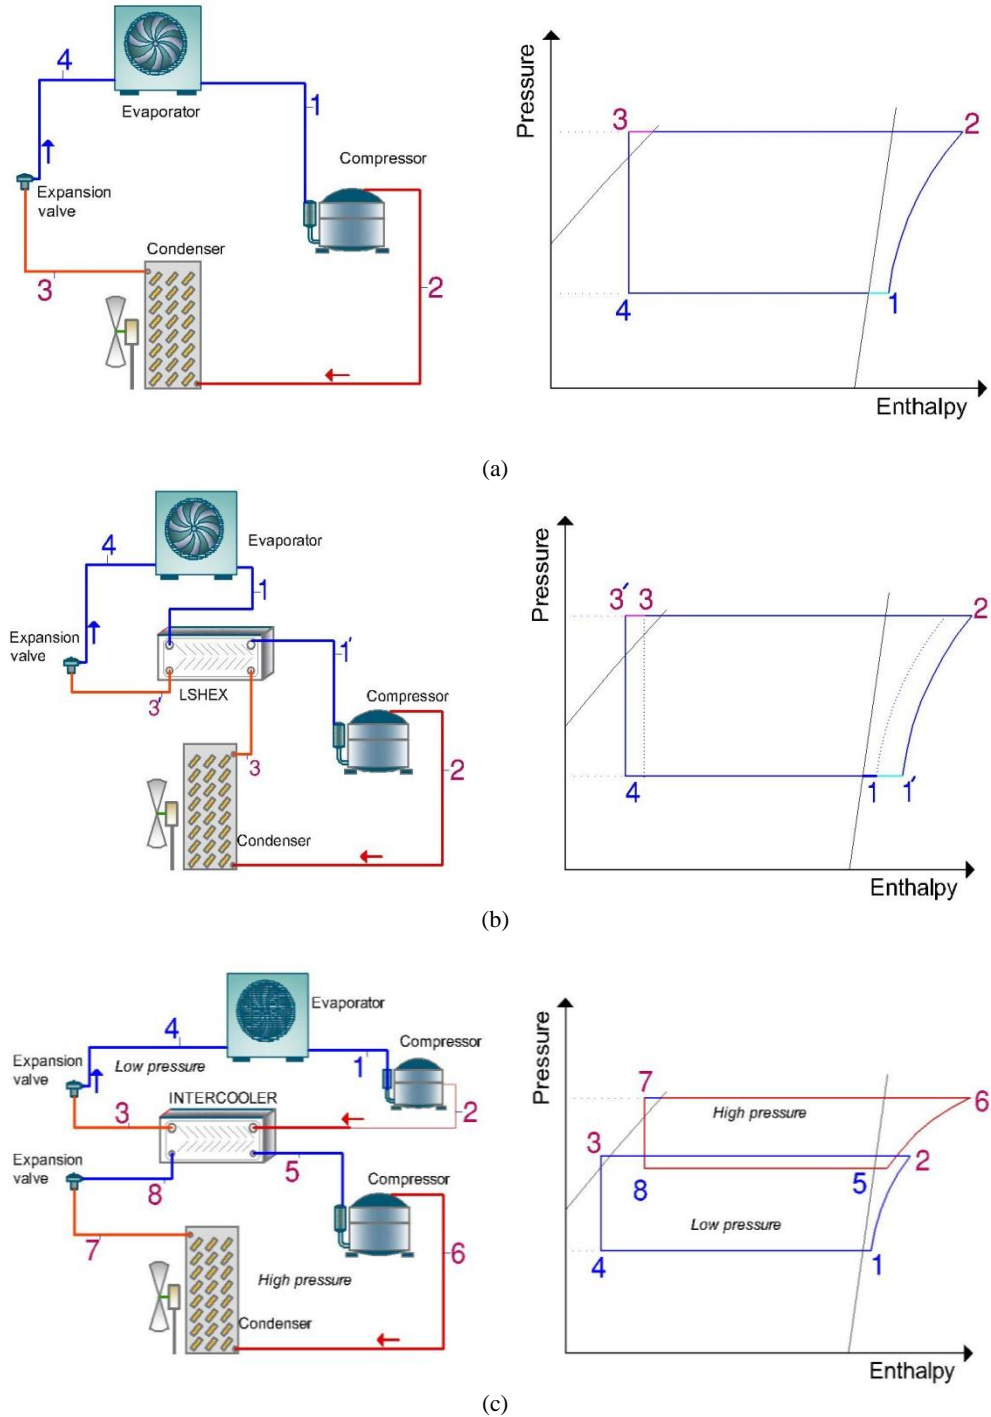 4
Evaporator
1
Compressor
Expansion
valve
Condenser
3
2
Pressure
3
2
4
1
Enthalpy
(a)
4
Evaporator
1
Expansion
valve
1'
LSHEX
3'
Compressor
3
2
Condenser
Pressure
3' 3
2
4
1 1'
Enthalpy
(b)
Evaporator
4
Compressor
Low pressure
1
Expansion
valve
INTERCOOLER
3
2
Expansion
valve
8
5
Compressor
7
6
High pressure
Condenser
Pressure
7
6
High pressure
3
2
8
5
Low pressure
4
1
Enthalpy
(c)